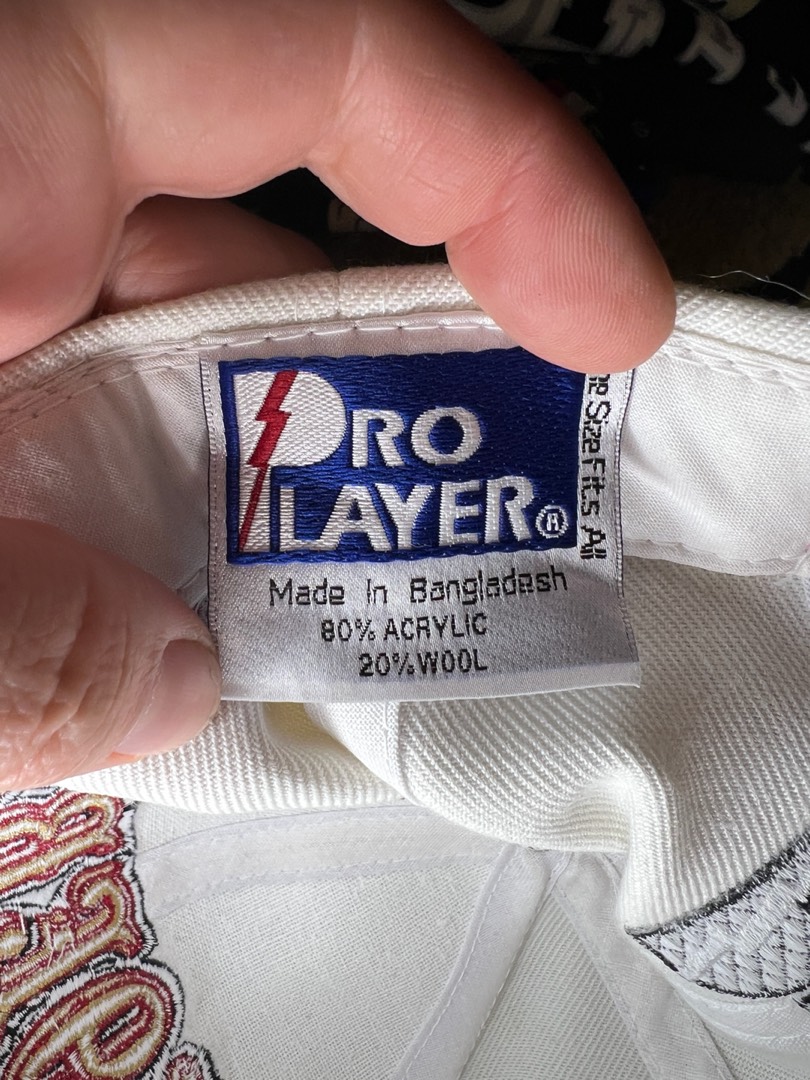 PRO
PLAYER®
Made In Bangladesh
80% ACRYLIC
20% WOOL
Size Fits All